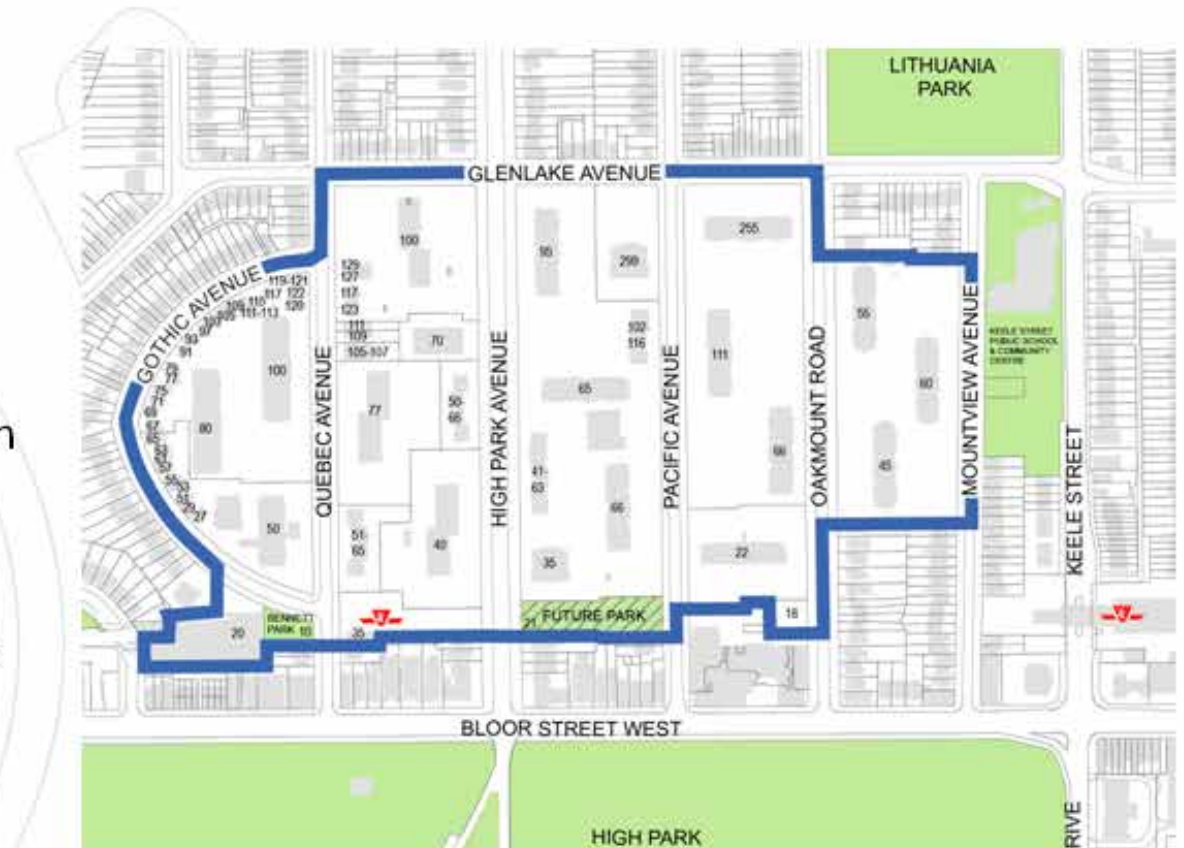 LITHUANIA
PARK
GLENLAKE AVENUE
GOTHIC AVENUE
QUEBEC AVENUE
HIGH PARK AVENUE
PACIFIC AVENUE
OAKMOUNT ROAD
MOUNTVIEW AVENUE
KEELE STREET
KEELE STREET
PUBLIC SCHOOL
& COMMUNITY
CENTRE
100
129
127
117-
123
111
109
105-107
119-121
117
122
120
115
111-113
91
100
80
77
70
95
299
255
102-
116
111
65
55
60
45
66
66
41-
63
35
40
51-
65
50
27
22
18
20
BENNETT
PARK 10
35
21
FUTURE PARK
BLOOR STREET WEST
HIGH PARK
RIVE
n